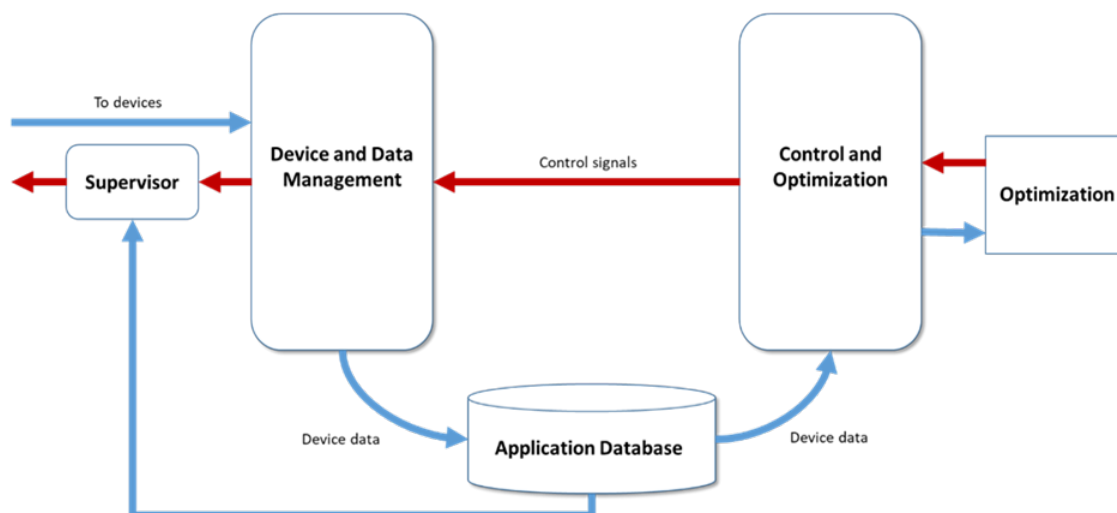 To devices
Device and Data
Management
Supervisor
Control signals
Control and
Optimization
Optimization
Device data
Application Database
Device data